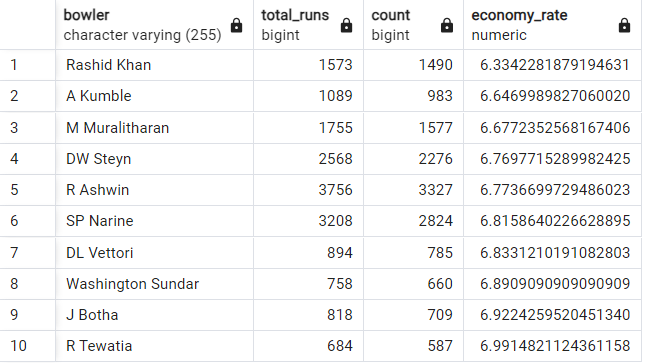 bowler total_runs count economy_rate
character varying (255) bigint bigint numeric
1 Rashid Khan 1573 1490 6.3342281879194631
2 A Kumble 1089 983 6.6469989827060020
3 M Muralitharan 1755 1577 6.6772352568167406
4 DW Steyn 2568 2276 6.7697715289982425
5 R Ashwin 3756 3327 6.7736699729486023
6 SP Narine 3208 2824 6.8158640226628895
7 DL Vettori 894 785 6.8331210191082803
8 Washington Sundar 758 660 6.8909090909090909
9 J Botha 818 709 6.9224259520451340
10 R Tewatia 684 587 6.9914821124361158